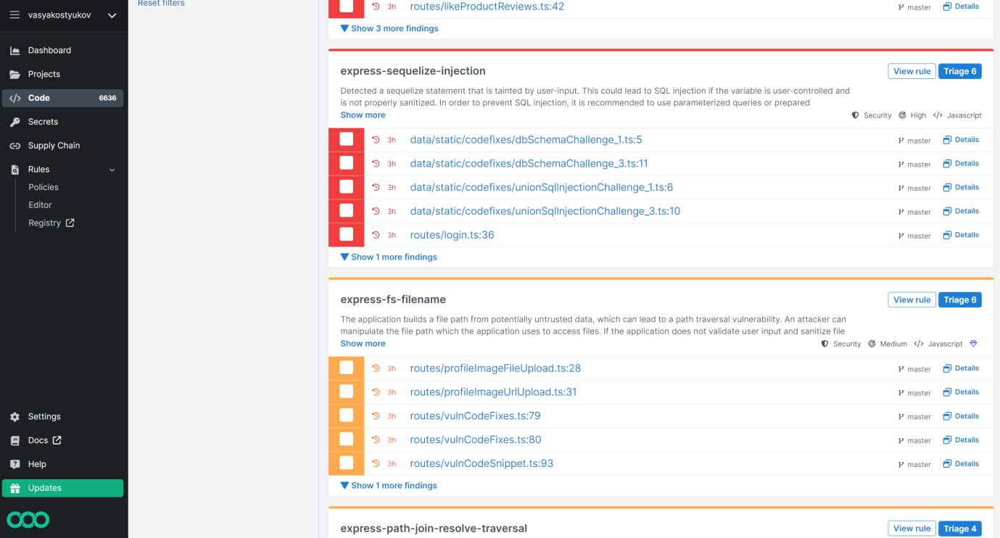 vasyakostyukov
Dashboard
Projects
Code 6636
Secrets
Supply Chain
Rules
Policies
Editor
Registry
Settings
Docs
Help
Updates
Reset filters
3h routes/likeProductReviews.ts:42 master Details
Show 3 more findings
express-sequelize-injection View rule Triage 6
Detected a sequelize statement that is tainted by user-input. This could lead to SQL injection if the variable is user-controlled and
is not properly sanitized. In order to prevent SQL injection, it is recommended to use parameterized queries or prepared
Show more
Security High Javascript
3h data/static/codefixes/dbSchemaChallenge_1.ts:5 master Details
3h data/static/codefixes/dbSchemaChallenge_3.ts:11 master Details
3h data/static/codefixes/unionSqlInjectionChallenge_1.ts:6 master Details
3h data/static/codefixes/unionSqlInjectionChallenge_3.ts:10 master Details
3h routes/login.ts:36 master Details
Show 1 more findings
express-fs-filename View rule Triage 6
The application builds a file path from potentially untrusted data, which can lead to a path traversal vulnerability. An attacker can
manipulate the file path which the application uses to access files. If the application does not validate user input and sanitize file
Show more
Security Medium Javascript
3h routes/profileImageFileUpload.ts:28 master Details
3h routes/profileImageUrlUpload.ts:31 master Details
3h routes/vulnCodeFixes.ts:79 master Details
3h routes/vulnCodeFixes.ts:80 master Details
3h routes/vulnCodeSnippet.ts:93 master Details
Show 1 more findings
express-path-join-resolve-traversal View rule Triage 4